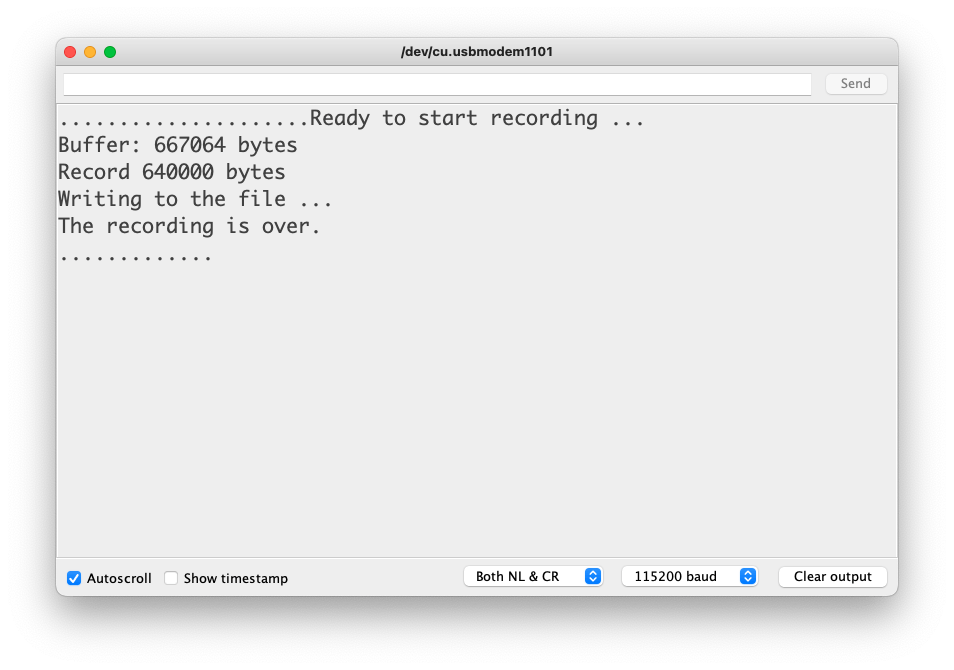 /dev/cu.usbmodem1101
Send
.....................Ready to start recording ...
Buffer: 667064 bytes
Record 640000 bytes
Writing to the file ...
The recording is over.
.............
Autoscroll Show timestamp Both NL & CR 115200 baud Clear output